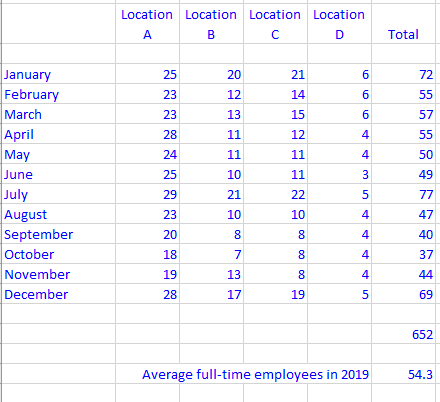 Location Location Location Location
A B C D Total
January 25 20 21 6 72
February 23 12 14 6 55
March 23 13 15 6 57
April 28 11 12 4 55
May 24 11 11 4 50
June 25 10 11 3 49
July 29 21 22 5 77
August 23 10 10 4 47
September 20 8 8 4 40
October 18 7 8 4 37
November 19 13 8 4 44
December 28 17 19 5 69
652
Average full-time employees in 2019 54.3